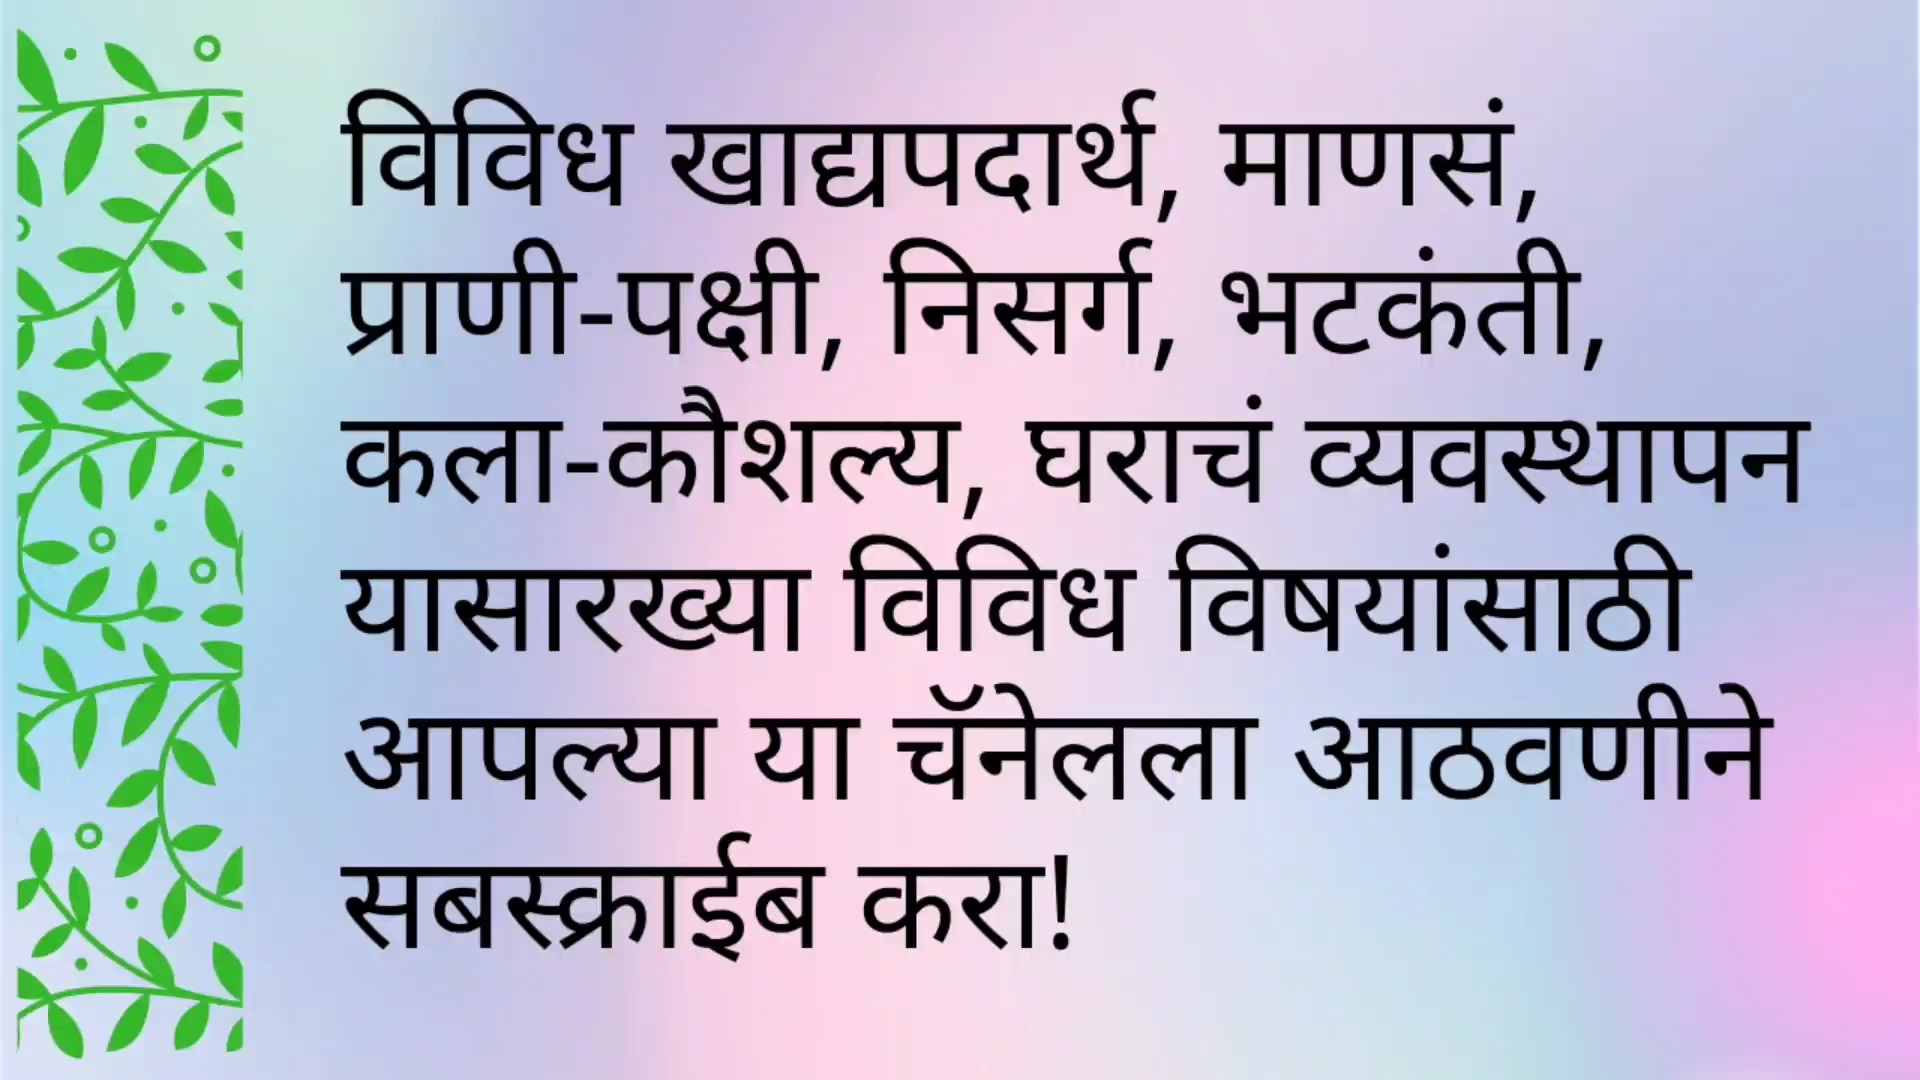 विविध खाद्यपदार्थ, माणसं,
प्राणी-पक्षी, निसर्ग, भटकंती,
कला-कौशल्य, घराचं व्यवस्थापन
यासारख्या विविध विषयांसाठी
आपल्या या चॅनेलला आठवणीने
सबस्क्राईब करा!